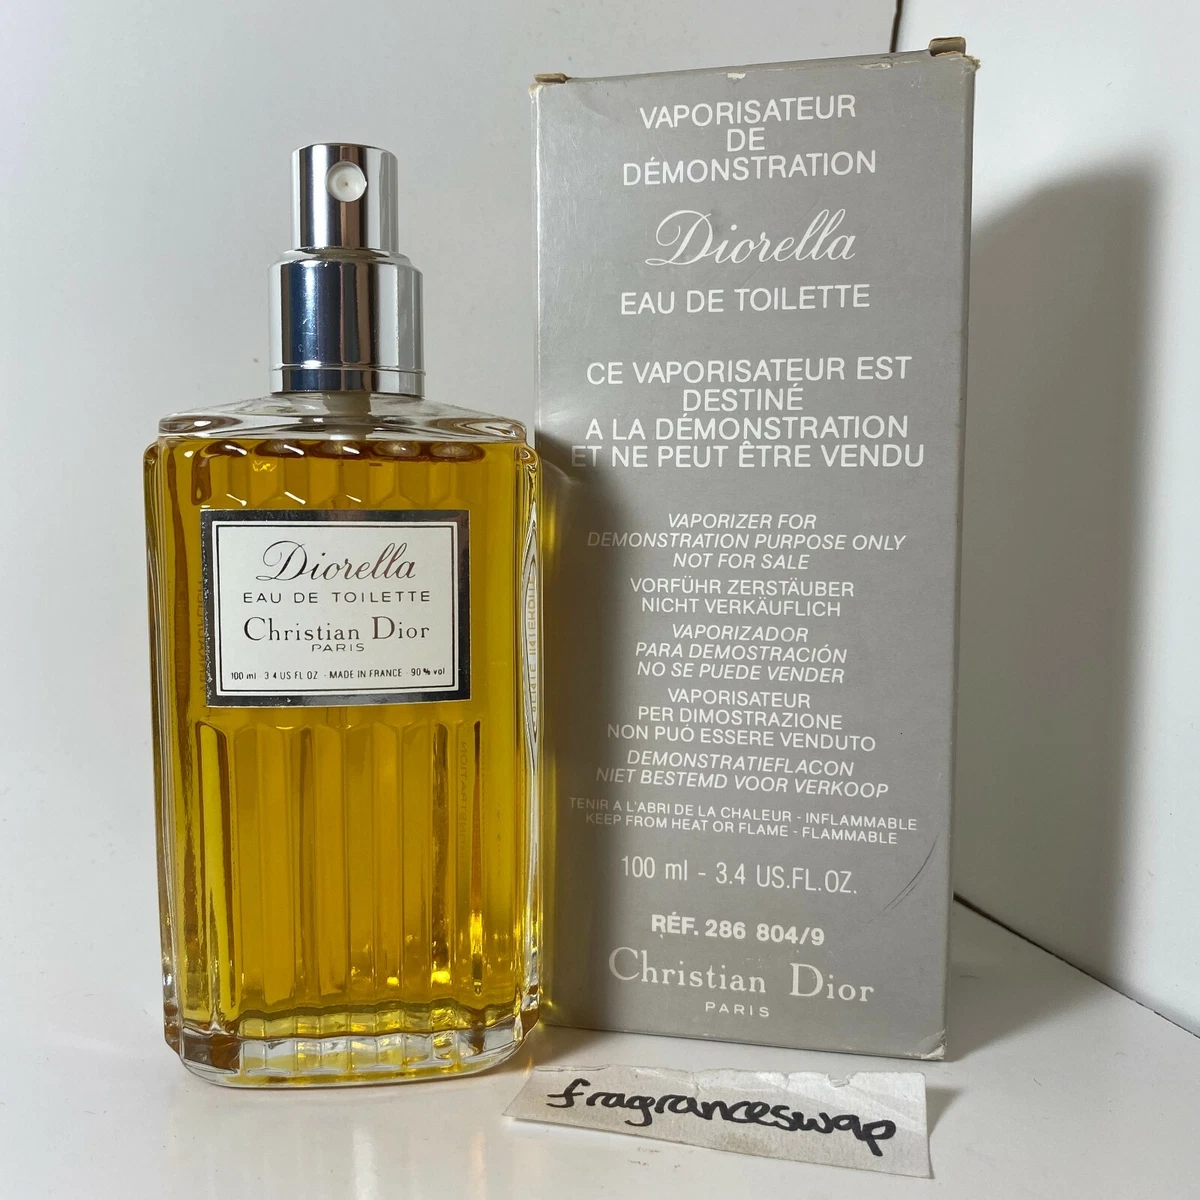 VAPORISATEUR
DE
DÉMONSTRATION
Diorella
EAU DE TOILETTE
CE VAPORISATEUR EST
DESTINÉ
A LA DÉMONSTRATION
ET NE PEUT ÊTRE VENDU
VAPORIZER FOR
DEMONSTRATION PURPOSE ONLY
NOT FOR SALE
VORFÜHR ZERSTÄUBER
NICHT VERKÄUFLICH
VAPORIZADOR
PARA DEMOSTRACIÓN
NO SE PUEDE VENDER
VAPORISATEUR
PER DIMOSTRAZIONE
NON PUÓ ESSERE VENDUTO
DEMONSTRATIEFLACON
NIET BESTEMD VOOR VERKOOP
TENIR A L'ABRI DE LA CHALEUR - INFLAMMABLE
KEEP FROM HEAT OR FLAME - FLAMMABLE
100 ml - 3.4 US.FL.OZ.
RÉF. 286 804/9
Christian Dior
PARIS
Diorella
EAU DE TOILETTE
Christian Dior
PARIS
100 ml - 3 4 US FL OZ - MADE IN FRANCE - 90% vol
fragranceswap